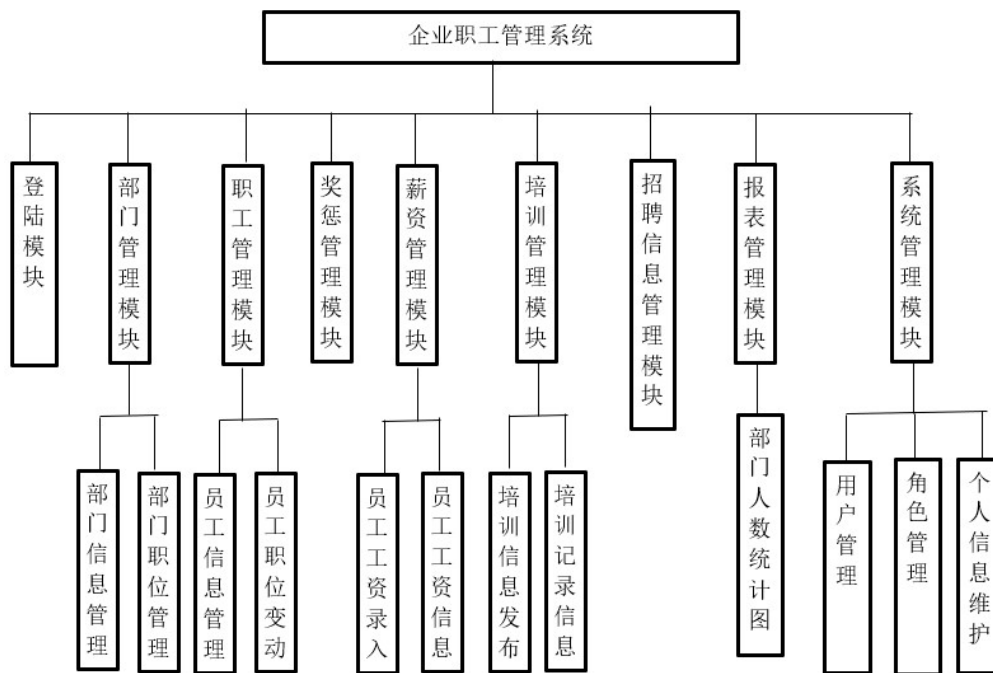 企业职工管理系统
登陆模块
部门管理模块
职工管理模块
奖惩管理模块
薪资管理模块
培训管理模块
招聘信息管理模块
报表管理模块
系统管理模块
部门信息管理
部门职位管理
员工信息管理
员工职位变动
员工工资录入
员工工资信息
培训信息发布
培训记录信息
部门人数统计图
用户管理
角色管理
个人信息维护